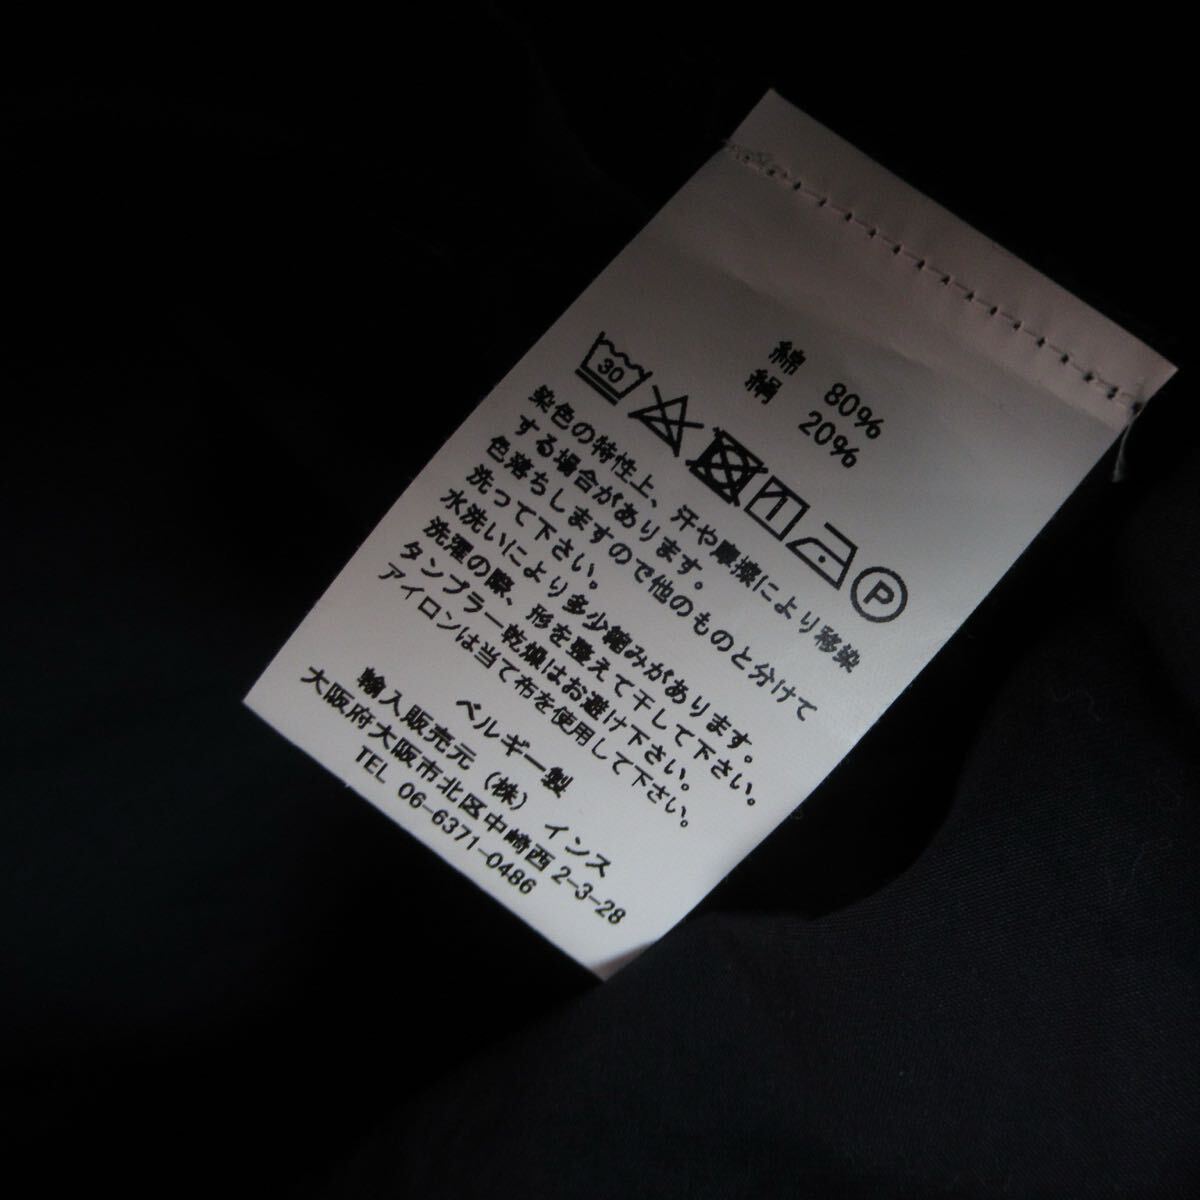 綿 80%
絹 20%
30
P
染色の特性上、汗や摩擦により移染
する場合があります。
色落ちしますので他のものと分けて
洗って下さい。
水洗いにより多少縮みがあります。
洗濯の際、形を整えて干して下さい。
タンブラー乾燥はお避け下さい。
アイロンは当て布を使用して下さい。
ベルギー製
輸入販売元(株)インス
大阪府大阪市北区中崎西2-3-28
TEL 06-6371-0486